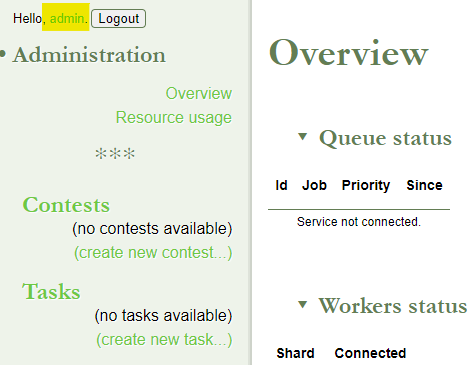 Hello, admin. Logout
Administration
Overview
Resource usage
***
Contests
(no contests available)
(create new contest...)
Tasks
(no tasks available)
(create new task...)
Overview
Queue status
Id Job Priority Since
Service not connected.
Workers status
Shard Connected